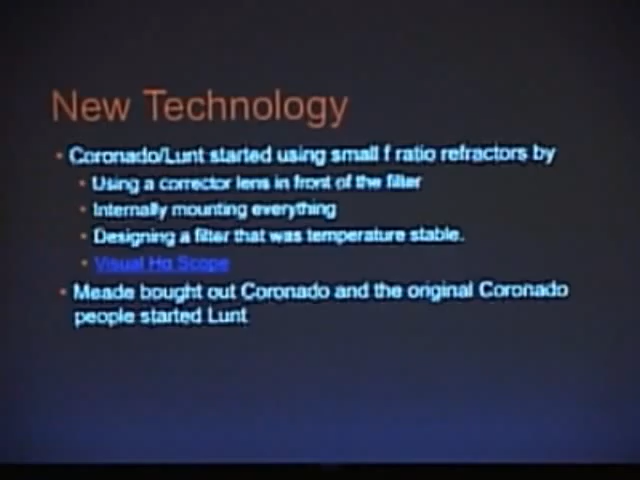 New Technology
• Coronado/Lunt started using small f ratio refractors by
• Using a corrector lens in front of the filter
• Internally mounting everything
• Designing a filter that was temperature stable.
• Visual Hα Scope
• Meade bought out Coronado and the original Coronado
people started Lunt